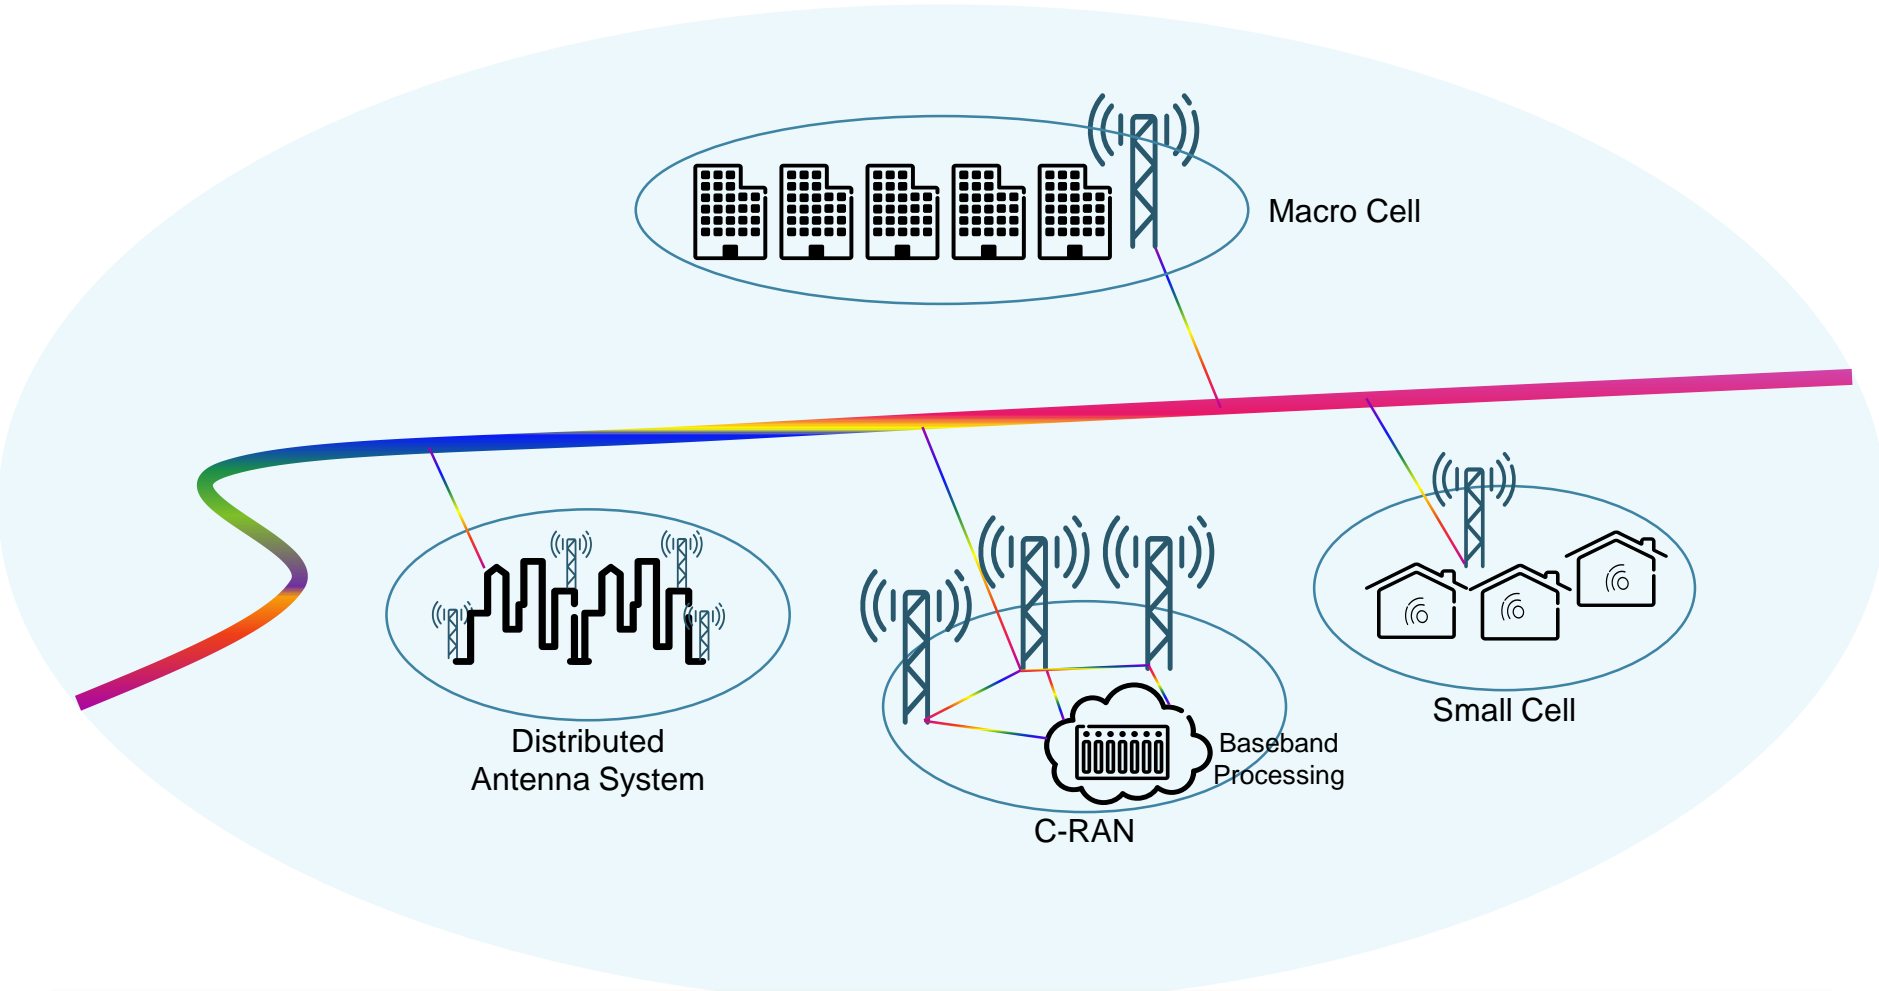 Macro Cell
Distributed
Antenna System
Baseband
Processing
C-RAN
Small Cell